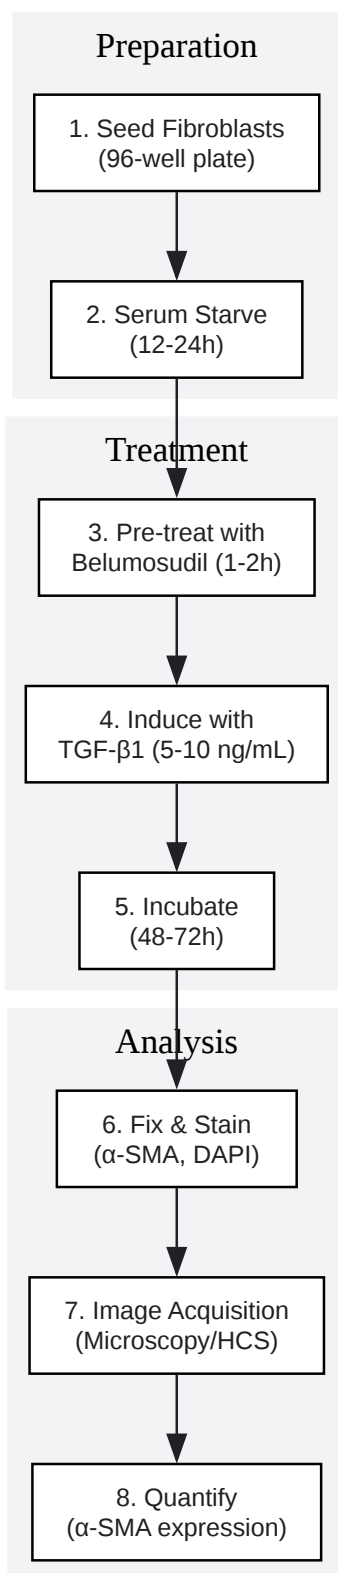 Preparation
1. Seed Fibroblasts
(96-well plate)
2. Serum Starve
(12-24h)
Treatment
3. Pre-treat with
Belumosudil (1-2h)
4. Induce with
TGF-β1 (5-10 ng/mL)
5. Incubate
(48-72h)
Analysis
6. Fix & Stain
(α-SMA, DAPI)
7. Image Acquisition
(Microscopy/HCS)
8. Quantify
(α-SMA expression)